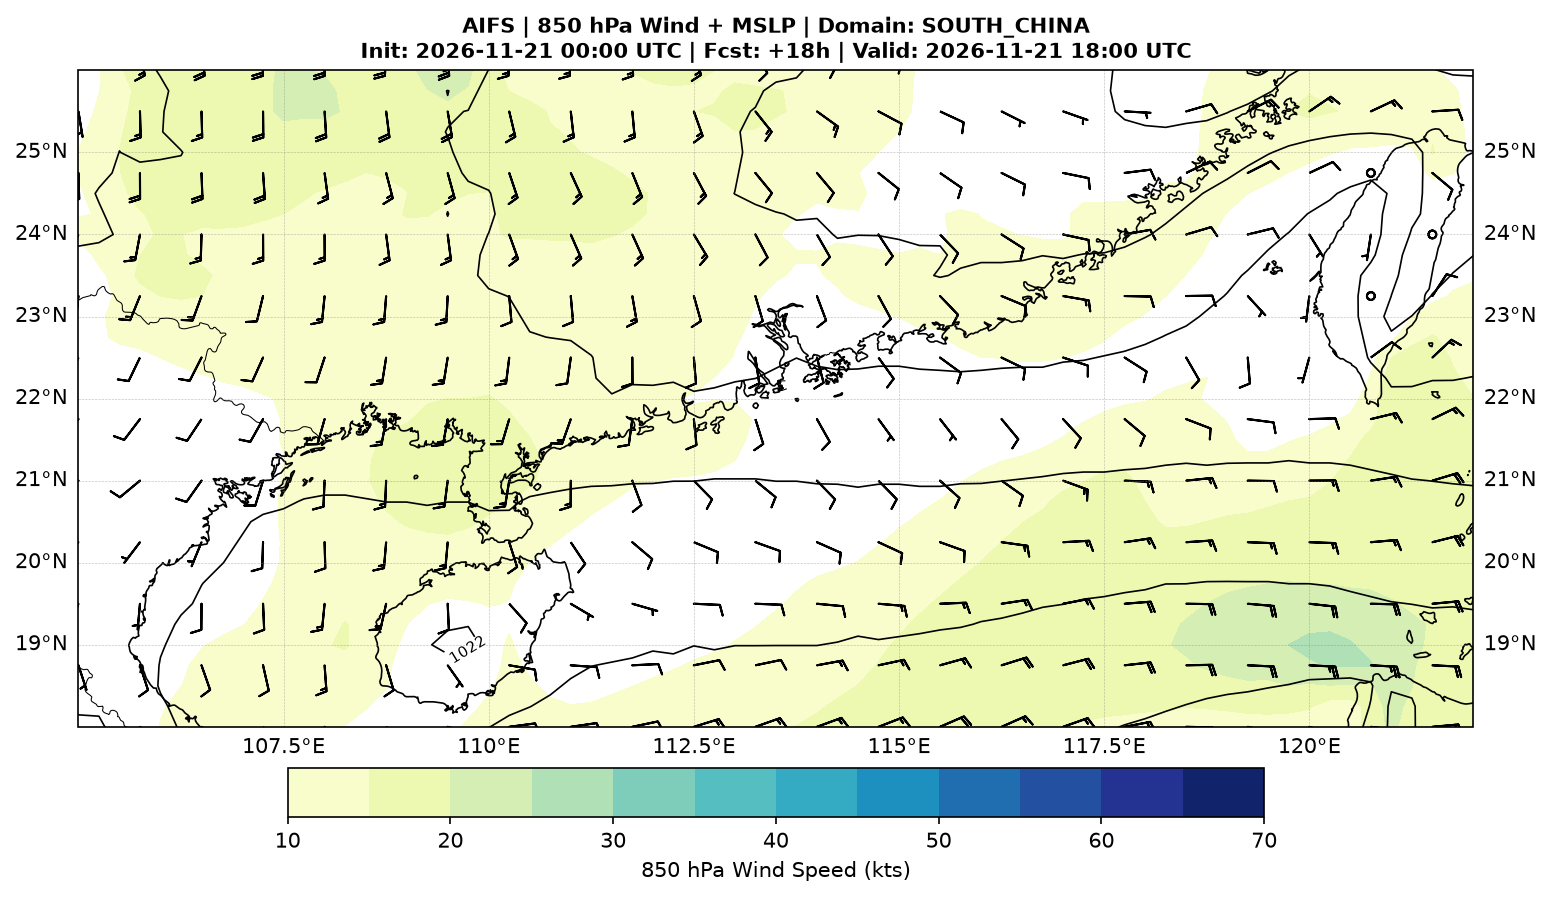 AIFS | 850 hPa Wind + MSLP | Domain: SOUTH_CHINA
Init: 2026-11-21 00:00 UTC | Fcst: +18h | Valid: 2026-11-21 18:00 UTC
25°N 25°N
24°N 24°N
23°N 23°N
22°N 22°N
21°N 21°N
20°N 20°N
19°N 19°N
1022
107.5°E 110°E 112.5°E 115°E 117.5°E 120°E
10 20 30 40 50 60 70
850 hPa Wind Speed (kts)